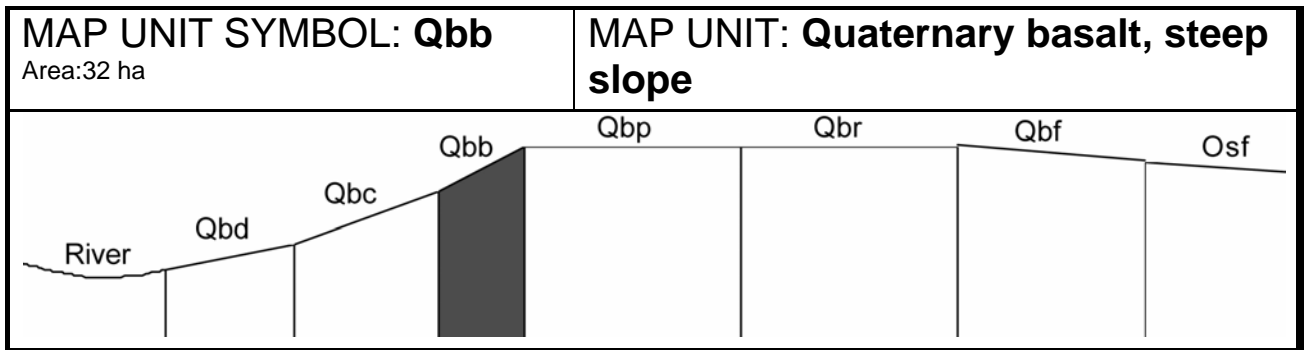 MAP UNIT SYMBOL: Qbb
Area:32 ha
MAP UNIT: Quaternary basalt, steep
slope
Qbb
Qbp
Qbr
Qbf
Osf
Qbc
Qbd
River